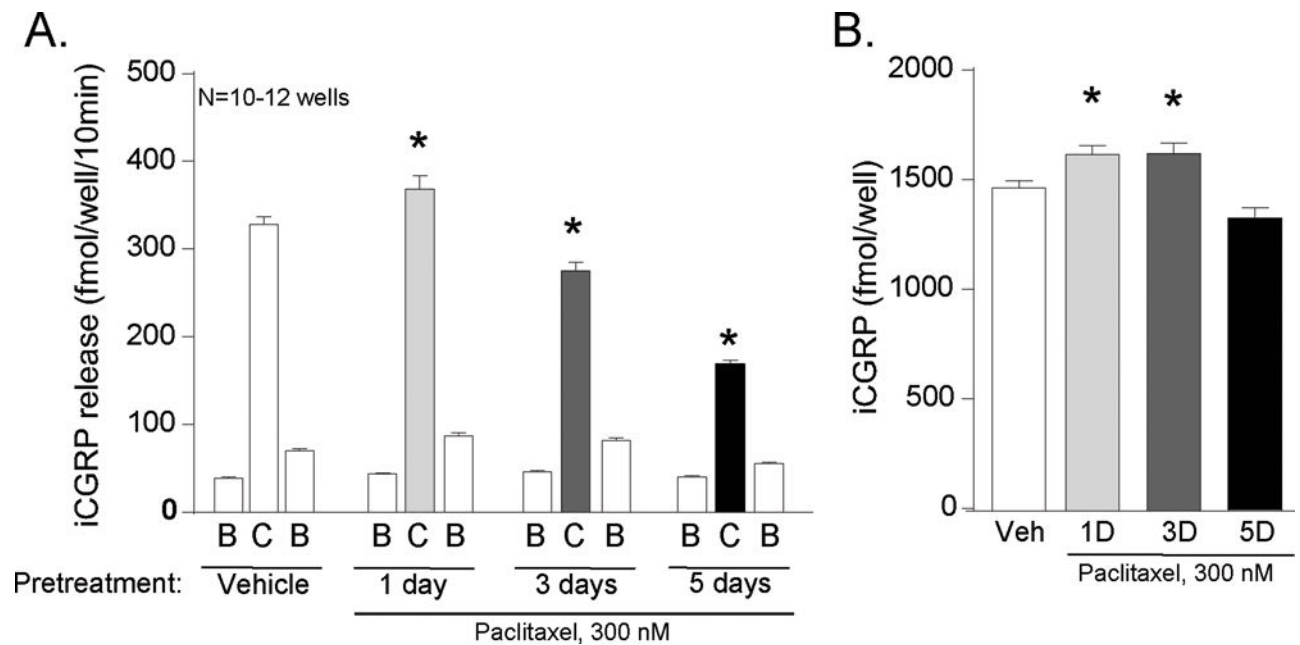 A.
iCGRP release (fmol/well/10min)
500
400
300
200
100
0
N=10-12 wells
*
*
*
B C B
B C B
B C B
B C B
Pretreatment:
Vehicle
1 day
3 days
5 days
Paclitaxel, 300 nM
B.
iCGRP (fmol/well)
2000
1500
1000
500
0
*
*
Veh
1D
3D
5D
Paclitaxel, 300 nM